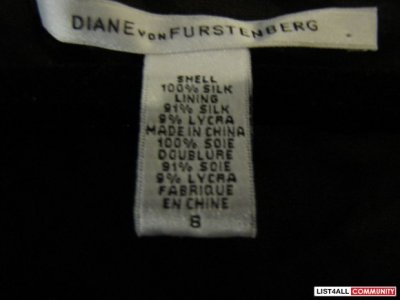 DIANE VON FURSTENBERG
SHELL
100% SILK
LINING
91% SILK
9% LYCRA
MADE IN CHINA
100% SOIE
DOUBLURE
91% SOIE
9% LYCRA
FABRIQUE
EN CHINE
8
LIST4ALL COMMUNITY